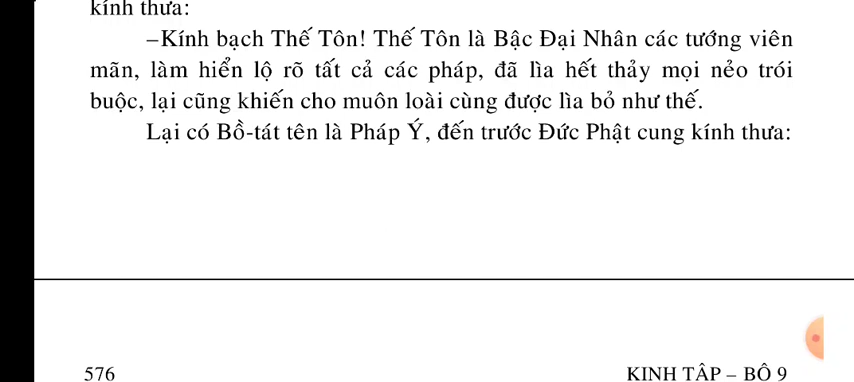 kính thưa:
–Kính bạch Thế Tôn! Thế Tôn là Bậc Đại Nhân các tướng viên
mãn, làm hiển lộ rõ tất cả các pháp, đã lìa hết thảy mọi nẻo trói
buộc, lại cũng khiến cho muôn loài cùng được lìa bỏ như thế.
Lại có Bồ-tát tên là Pháp Ý, đến trước Đức Phật cung kính thưa:
576
KINH TẬP – BỘ 9